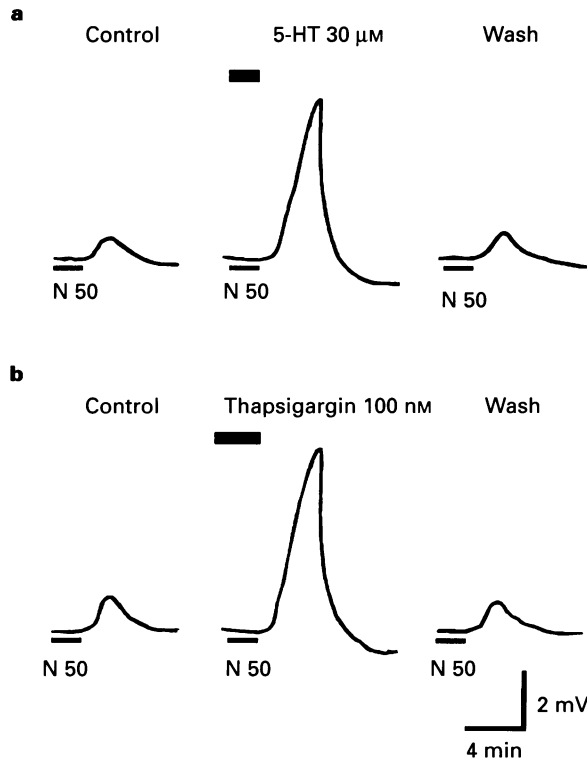 a
Control 5-HT 30 μM Wash
N 50 N 50 N 50
b
Control Thapsigargin 100 nM Wash
N 50 N 50 N 50
2 mV
4 min